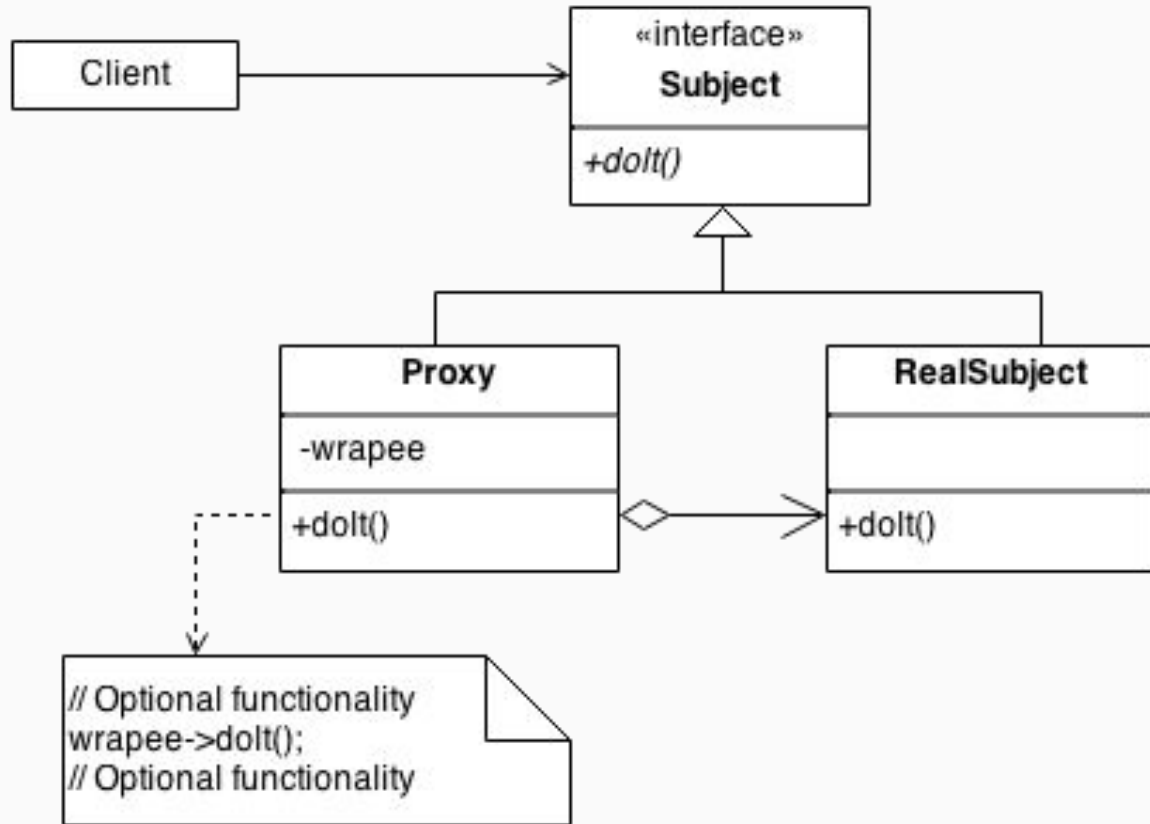 Client
«interface»
Subject
+doIt()
Proxy
-wrapee
+doIt()
RealSubject
+doIt()
// Optional functionality
wrapee->doIt();
// Optional functionality